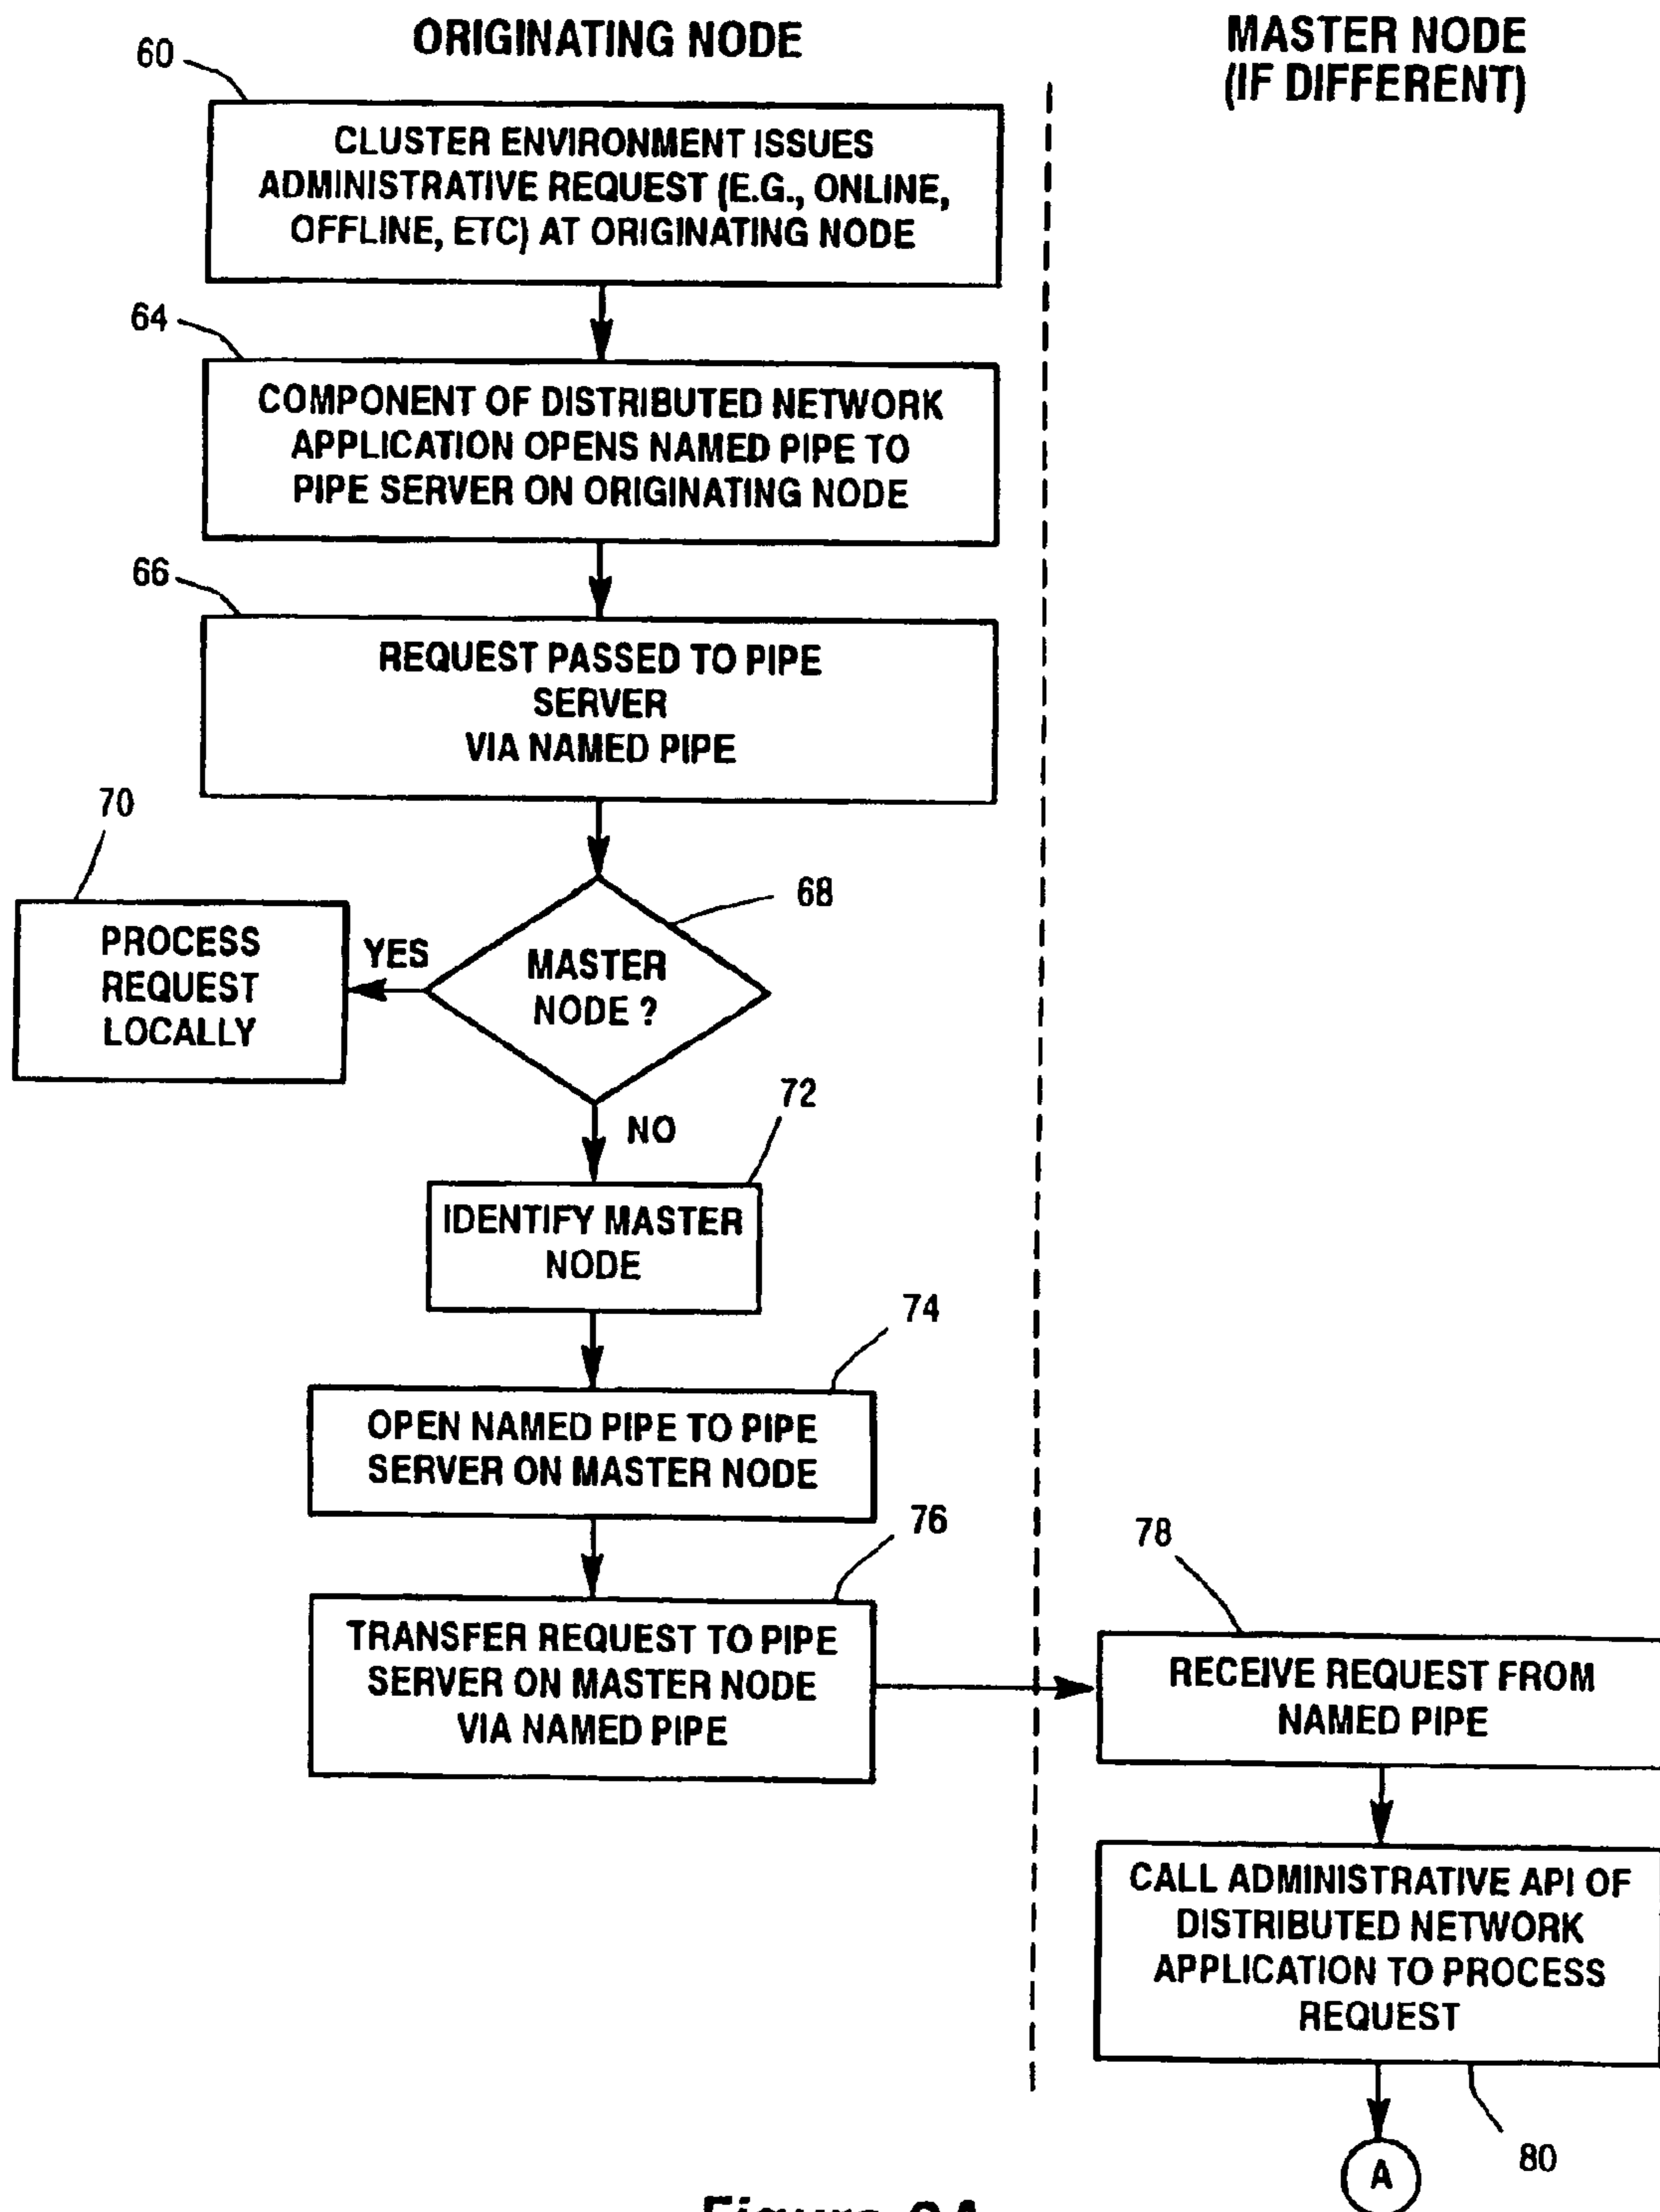 ORIGINATING NODE
MASTER NODE
(IF DIFFERENT)
60
CLUSTER ENVIRONMENT ISSUES
ADMINISTRATIVE REQUEST (E.G., ONLINE,
OFFLINE, ETC) AT ORIGINATING NODE
64
COMPONENT OF DISTRIBUTED NETWORK
APPLICATION OPENS NAMED PIPE TO
PIPE SERVER ON ORIGINATING NODE
66
REQUEST PASSED TO PIPE
SERVER
VIA NAMED PIPE
70
PROCESS
REQUEST
LOCALLY
YES
68
MASTER
NODE ?
NO
72
IDENTIFY MASTER
NODE
74
OPEN NAMED PIPE TO PIPE
SERVER ON MASTER NODE
76
TRANSFER REQUEST TO PIPE
SERVER ON MASTER NODE
VIA NAMED PIPE
78
RECEIVE REQUEST FROM
NAMED PIPE
CALL ADMINISTRATIVE API OF
DISTRIBUTED NETWORK
APPLICATION TO PROCESS
REQUEST
80
A